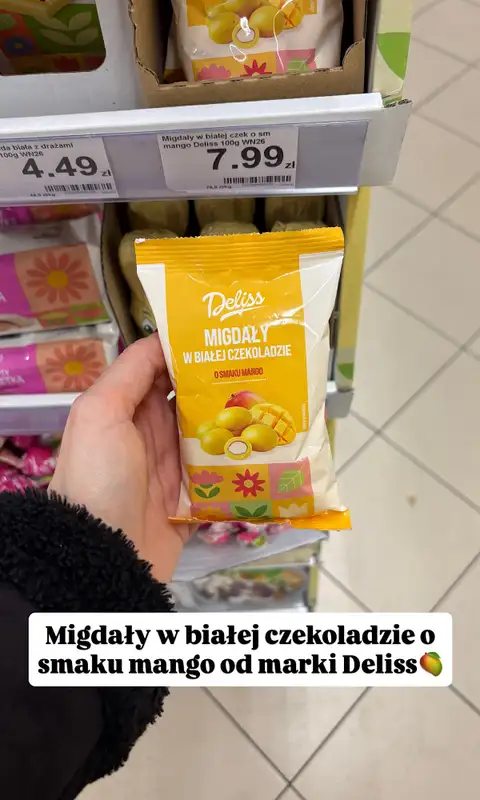 da biała z drażami
100g WN26
4.49 zł
Migdały w białej czek o sm
mango Deliss 100g WN26
7.99 zł
Deliss
MIGDAŁY
W BIAŁEJ CZEKOLADZIE
O SMAKU MANGO
Migdały w białej czekoladzie o
smaku mango od marki Deliss🥭